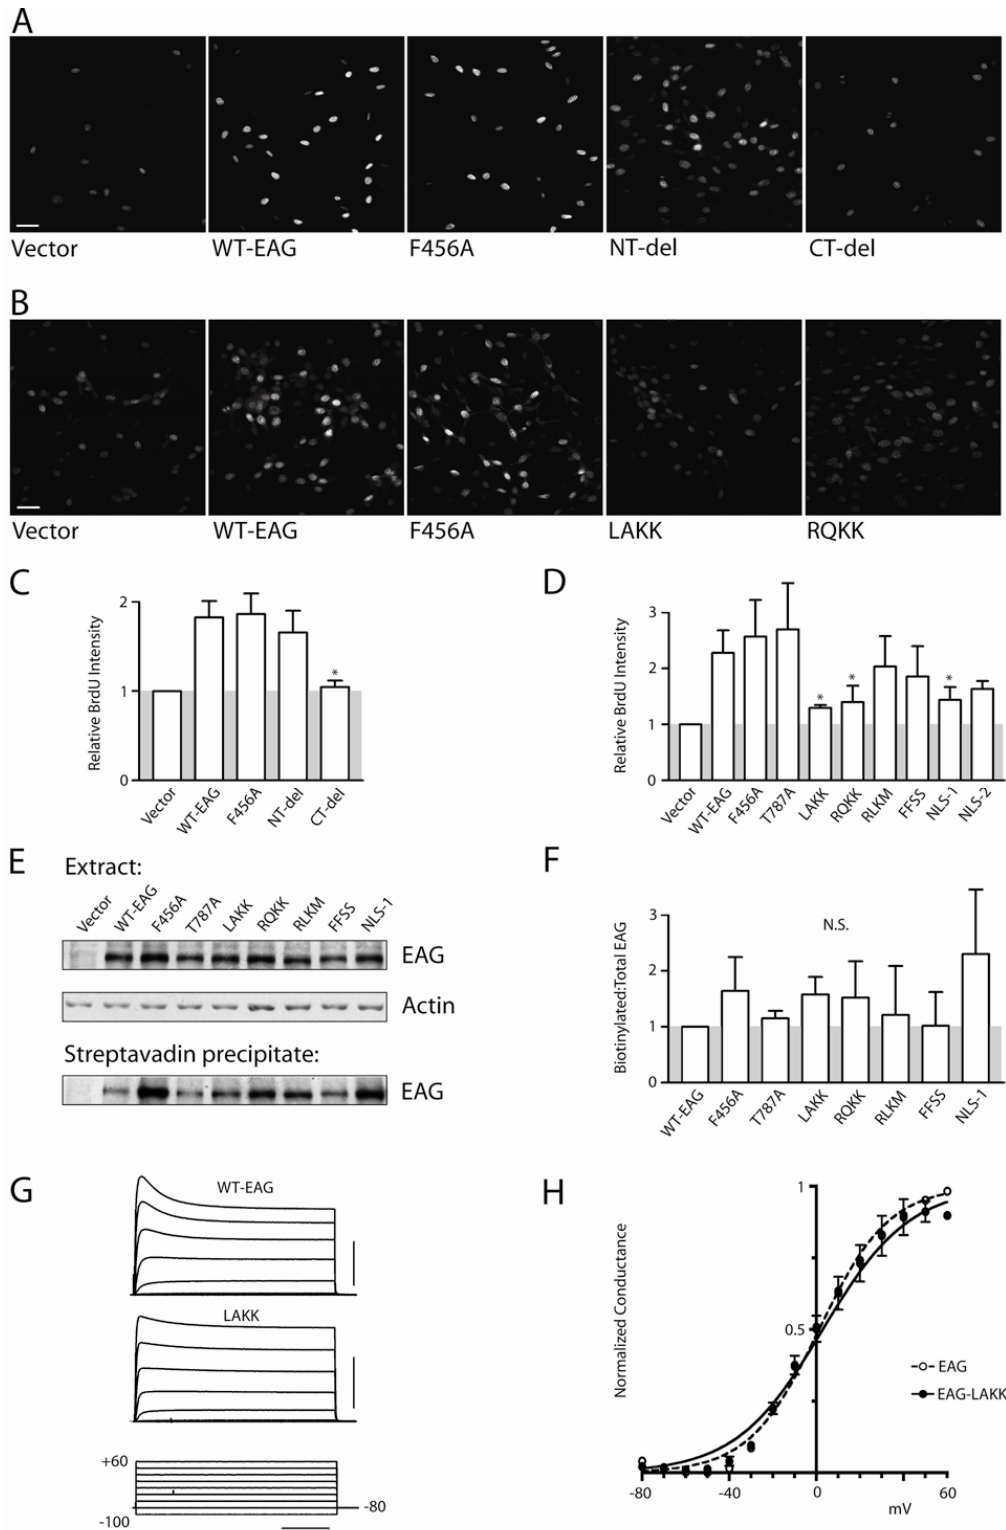 A
Vector WT-EAG F456A NT-del CT-del
B
Vector WT-EAG F456A LAKK RQKK
C
Relative BrdU Intensity
2
1
0
*
Vector WT-EAG F456A NT-del CT-del
D
Relative BrdU Intensity
3
2
1
0
* * *
Vector WT-EAG F456A T787A LAKK RQKK RLKM FFSS NLS-1 NLS-2
E
Extract:
Vector WT-EAG F456A T787A LAKK RQKK RLKM FFSS NLS-1
EAG
Actin
Streptavadin precipitate:
EAG
F
Biotinylated:Total EAG
3
2
1
0
N.S.
WT-EAG F456A T787A LAKK RQKK RLKM FFSS NLS-1
G
WT-EAG
LAKK
+60
-80
-100
H
Normalized Conductance
1
0.5
EAG
EAG-LAKK
-80 -40 0 60
mV